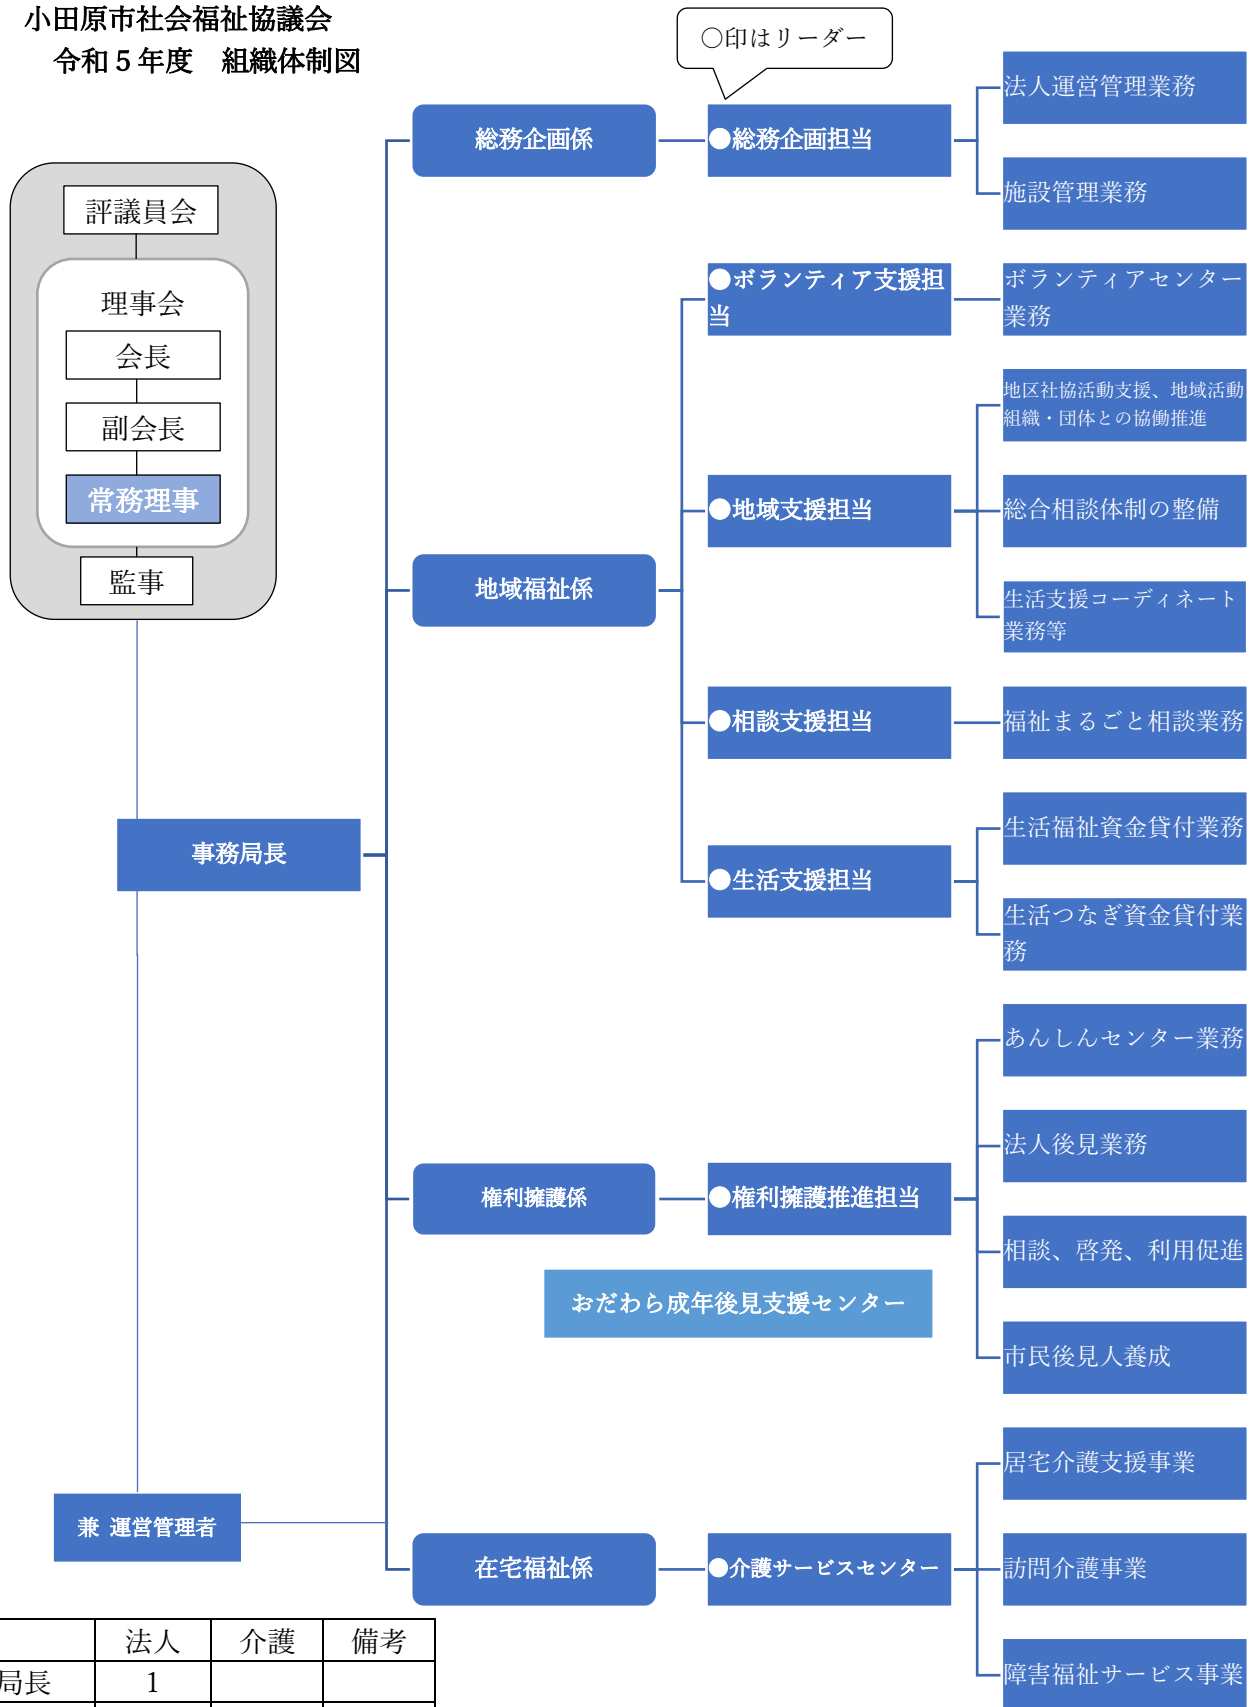 小田原市社会福祉協議会
令和５年度　組織体制図
〇印はリーダー
評議員会
理事会
会長
副会長
常務理事
監事
事務局長
兼 運営管理者
総務企画係
●総務企画担当
法人運営管理業務
施設管理業務
地域福祉係
●ボランティア支援担
当
ボランティアセンター
業務
●地域支援担当
地区社協活動支援、地域活動
組織・団体との協働推進
総合相談体制の整備
生活支援コーディネート
業務等
●相談支援担当
福祉まるごと相談業務
●生活支援担当
生活福祉資金貸付業務
生活つなぎ資金貸付業
務
権利擁護係
●権利擁護推進担当
おだわら成年後見支援センター
あんしんセンター業務
法人後見業務
相談、啓発、利用促進
市民後見人養成
在宅福祉係
●介護サービスセンター
居宅介護支援事業
訪問介護事業
障害福祉サービス事業
法人 介護 備考
局長 1